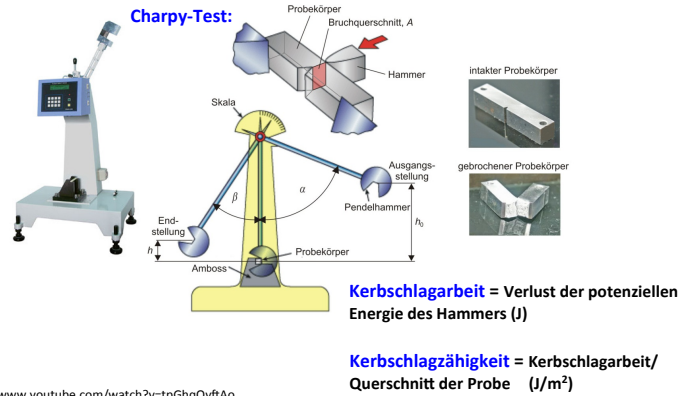 Charpy-Test:
Probekörper
Bruchquerschnitt, A
Hammer
intakter Probekörper
Skala
Ausgangs-
stellung
gebrochener Probekörper
β
α
Pendelhammer
h₀
End-
stellung
h
Probekörper
Amboss
Kerbschlagarbeit = Verlust der potenziellen
Energie des Hammers (J)
Kerbschlagzähigkeit = Kerbschlagarbeit/
Querschnitt der Probe (J/m²)